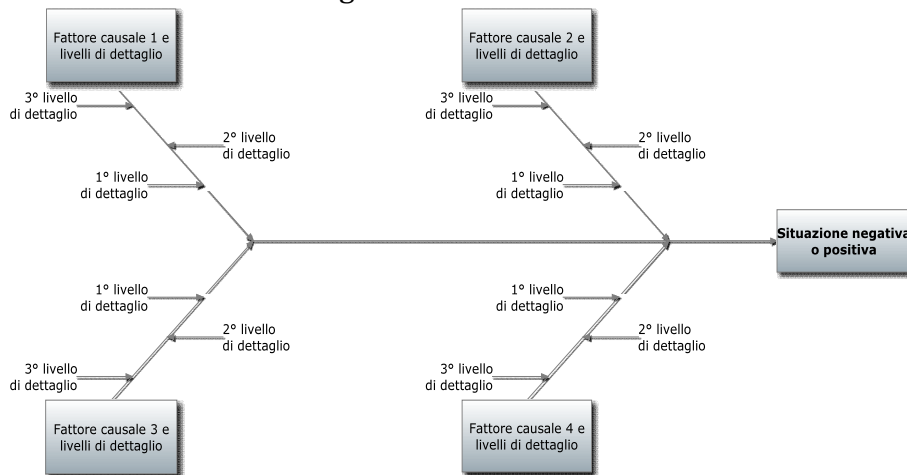 Fattore causale 1 e
livelli di dettaglio
Fattore causale 2 e
livelli di dettaglio
3° livello
di dettaglio
2° livello
di dettaglio
1° livello
di dettaglio
3° livello
di dettaglio
2° livello
di dettaglio
1° livello
di dettaglio
Situazione negativa
o positiva
1° livello
di dettaglio
2° livello
di dettaglio
3° livello
di dettaglio
1° livello
di dettaglio
2° livello
di dettaglio
3° livello
di dettaglio
Fattore causale 3 e
livelli di dettaglio
Fattore causale 4 e
livelli di dettaglio